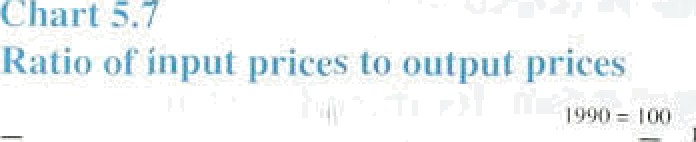 Chart 5.7
Ratio of input prices to output prices
1990 = 100